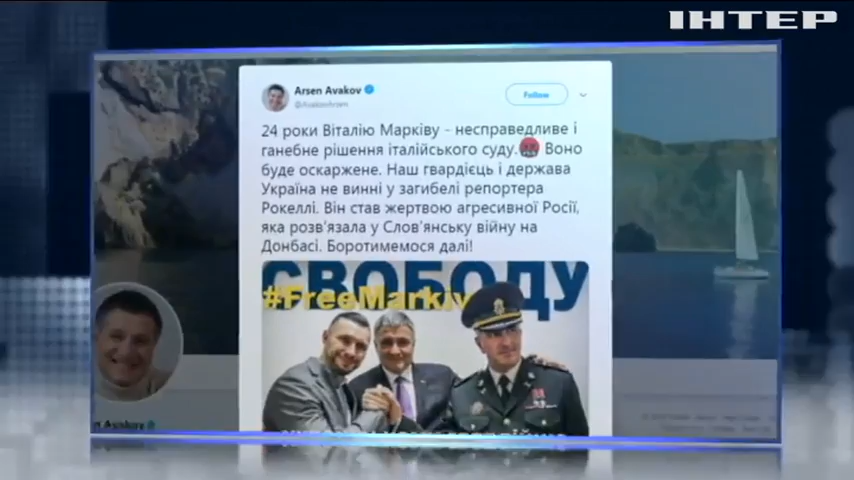 ІНТЕР
Arsen Avakov
@AvakovArsen
Follow
24 роки Віталію Марківу - несправедливе і
ганебне рішення італійського суду. Воно
буде оскаржене. Наш гвардієць і держава
Україна не винні у загибелі репортера
Рокеллі. Він став жертвою агресивної Росії,
яка розв'язала у Слов'янську війну на
Донбасі. Боротимемося далі!
СВОБОДУ
#FreeMarkiv
Avakov